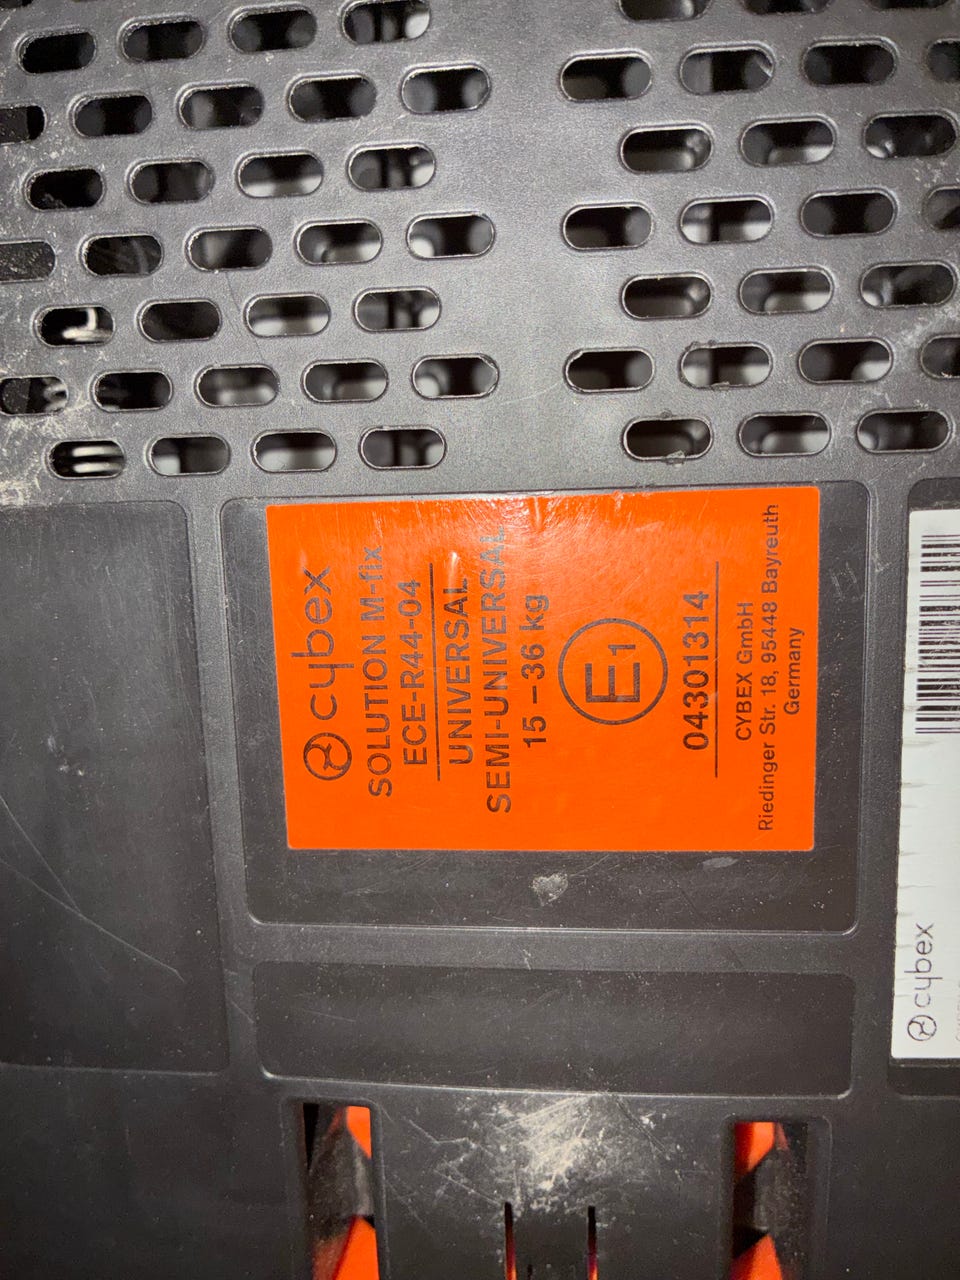 cybex
SOLUTION M-fix
ECE-R44-04
UNIVERSAL
SEMI-UNIVERSAL
15 – 36 kg
E1
04301314
CYBEX GmbH
Riedinger Str. 18, 95448 Bayreuth
Germany
cybex